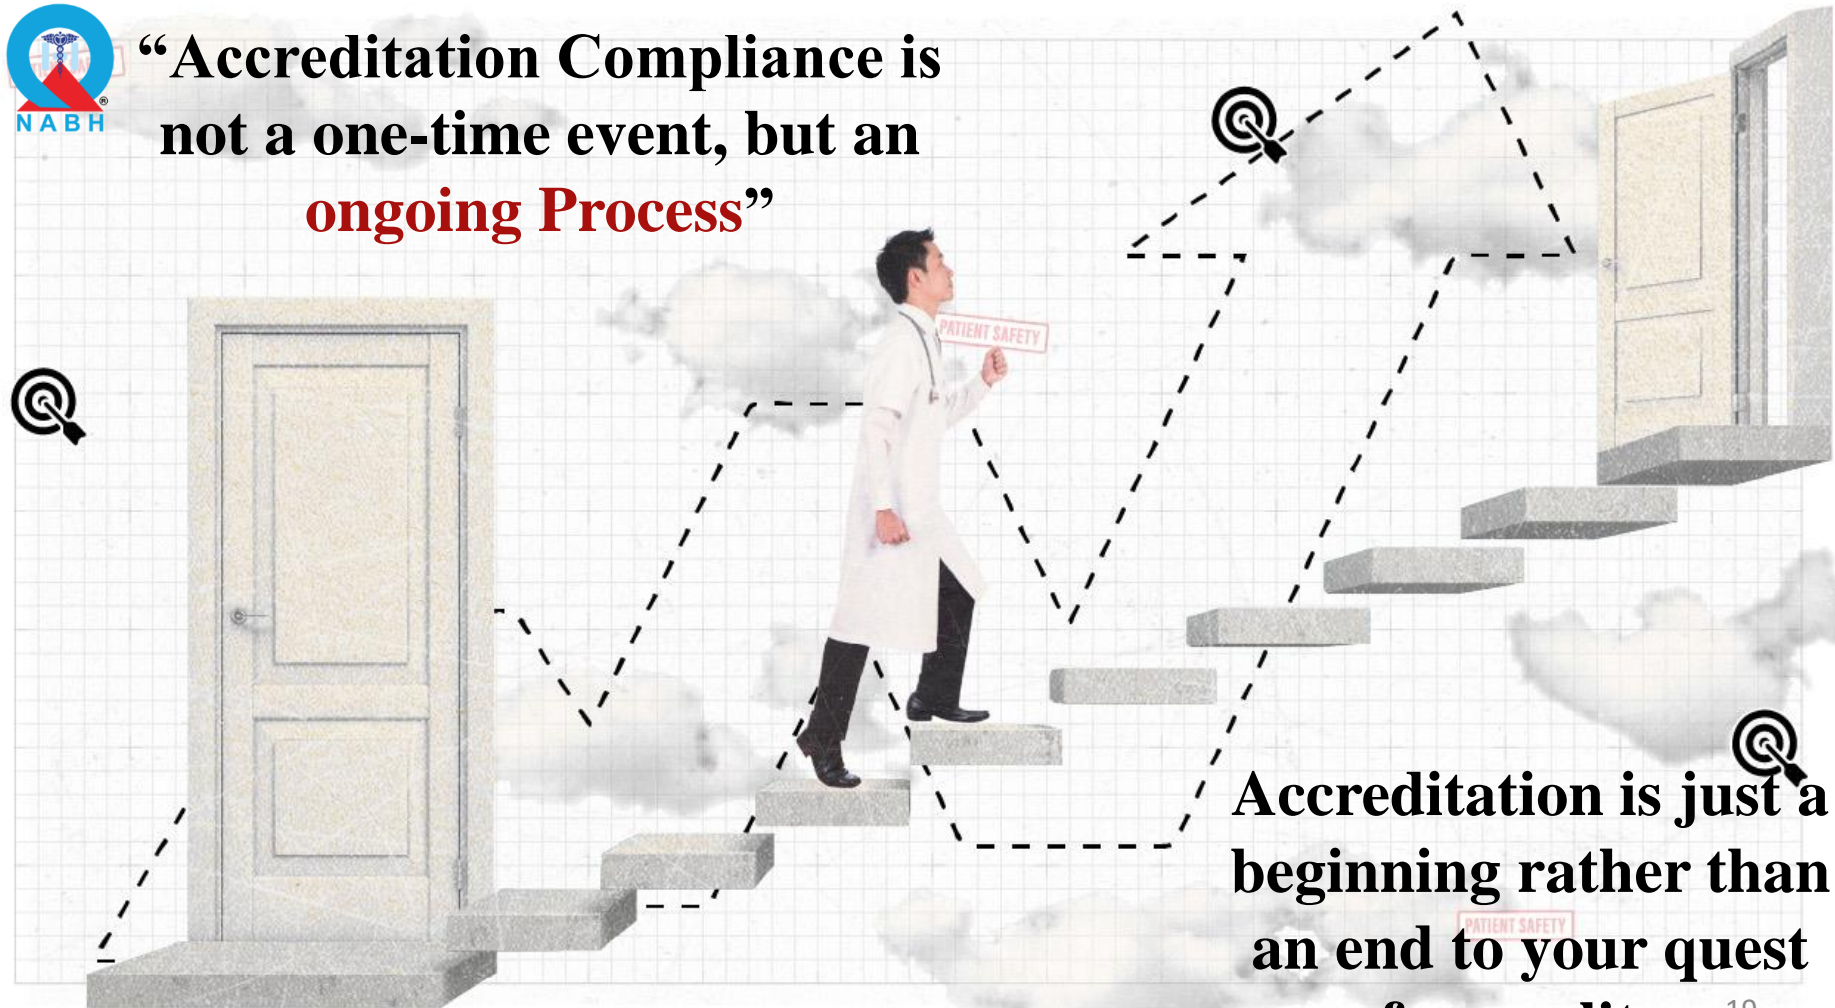 NABH
“Accreditation Compliance is
not a one-time event, but an
ongoing Process”
PATIENT SAFETY
Accreditation is just a
beginning rather than
PATIENT SAFETY
an end to your quest